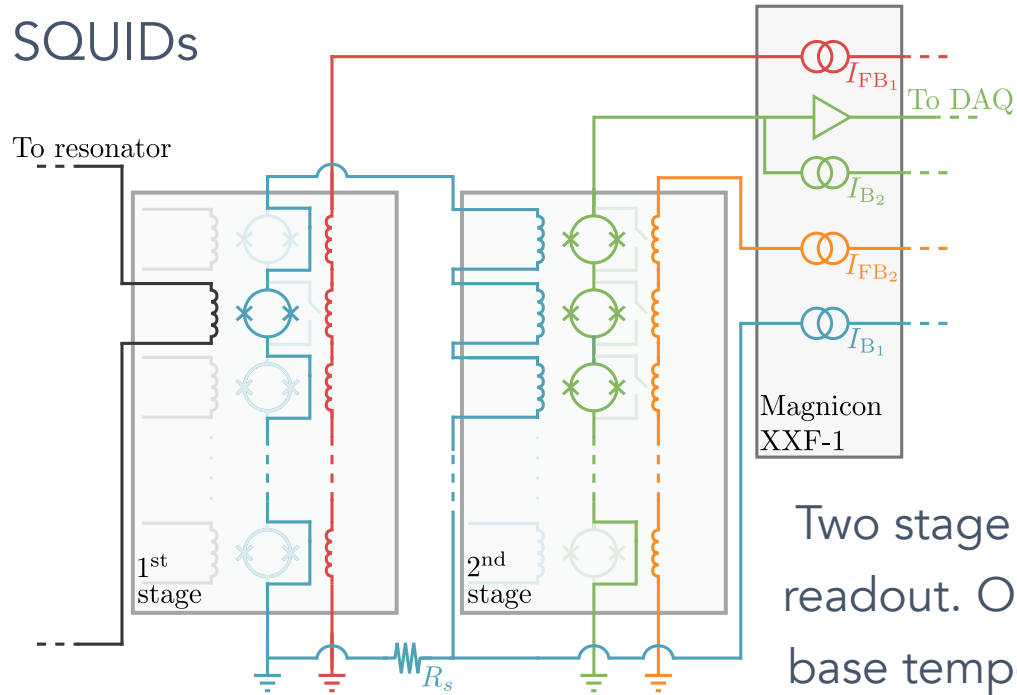 SQUIDs
I_FB₁
To DAQ
To resonator
I_B₂
I_FB₂
I_B₁
Magnicon
XXF-1
1st
stage
2nd
stage
R_s
Two stage
readout. O
base temp